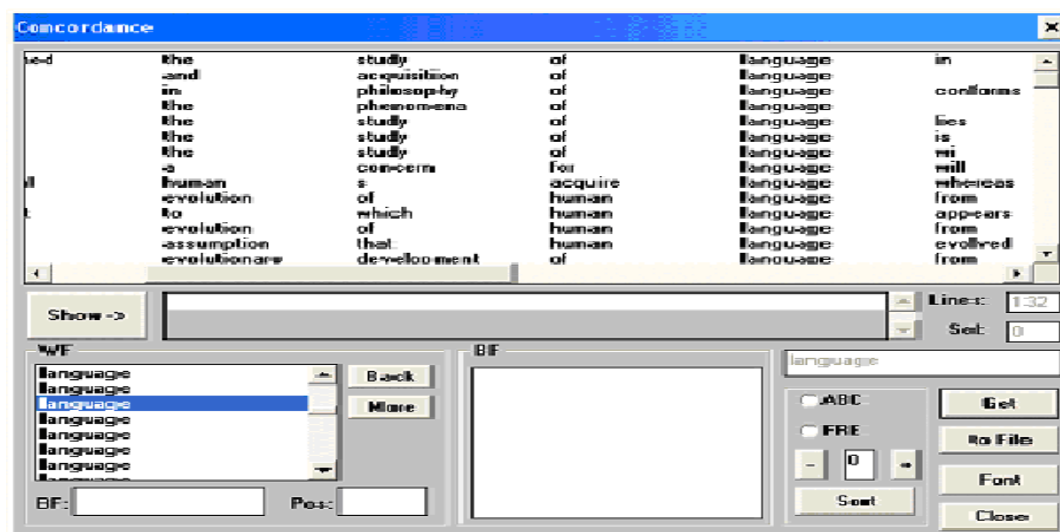 Concordance
the study of language in
and acquisition of language
in philosophy of language conforms
the phenomena of language
the study of language lies
the study of language is
the study of language wi
a concern for language will
human s acquire language whereas
evolution of human language from
to which human language appears
evolution of human language from
assumption that human language evolved
evolutionary development of language from
Show -> Lines: 132
Sel: 0
WF BF language
language Back
language
language ABC Get
language More
language FRE To File
language
language - 0 + Font
language
BF: Pos: Sort Close